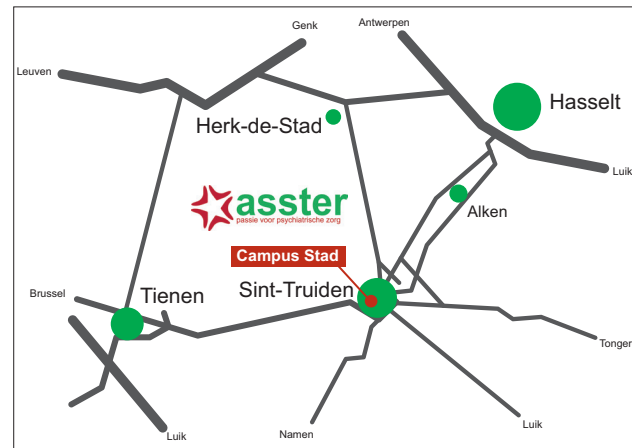 Genk
Antwerpen
Leuven
Hasselt
Herk-de-Stad
Luik
asster
passie voor psychiatrische zorg
Alken
Campus Stad
Sint-Truiden
Brussel
Tienen
Tonger
Luik
Luik
Namen